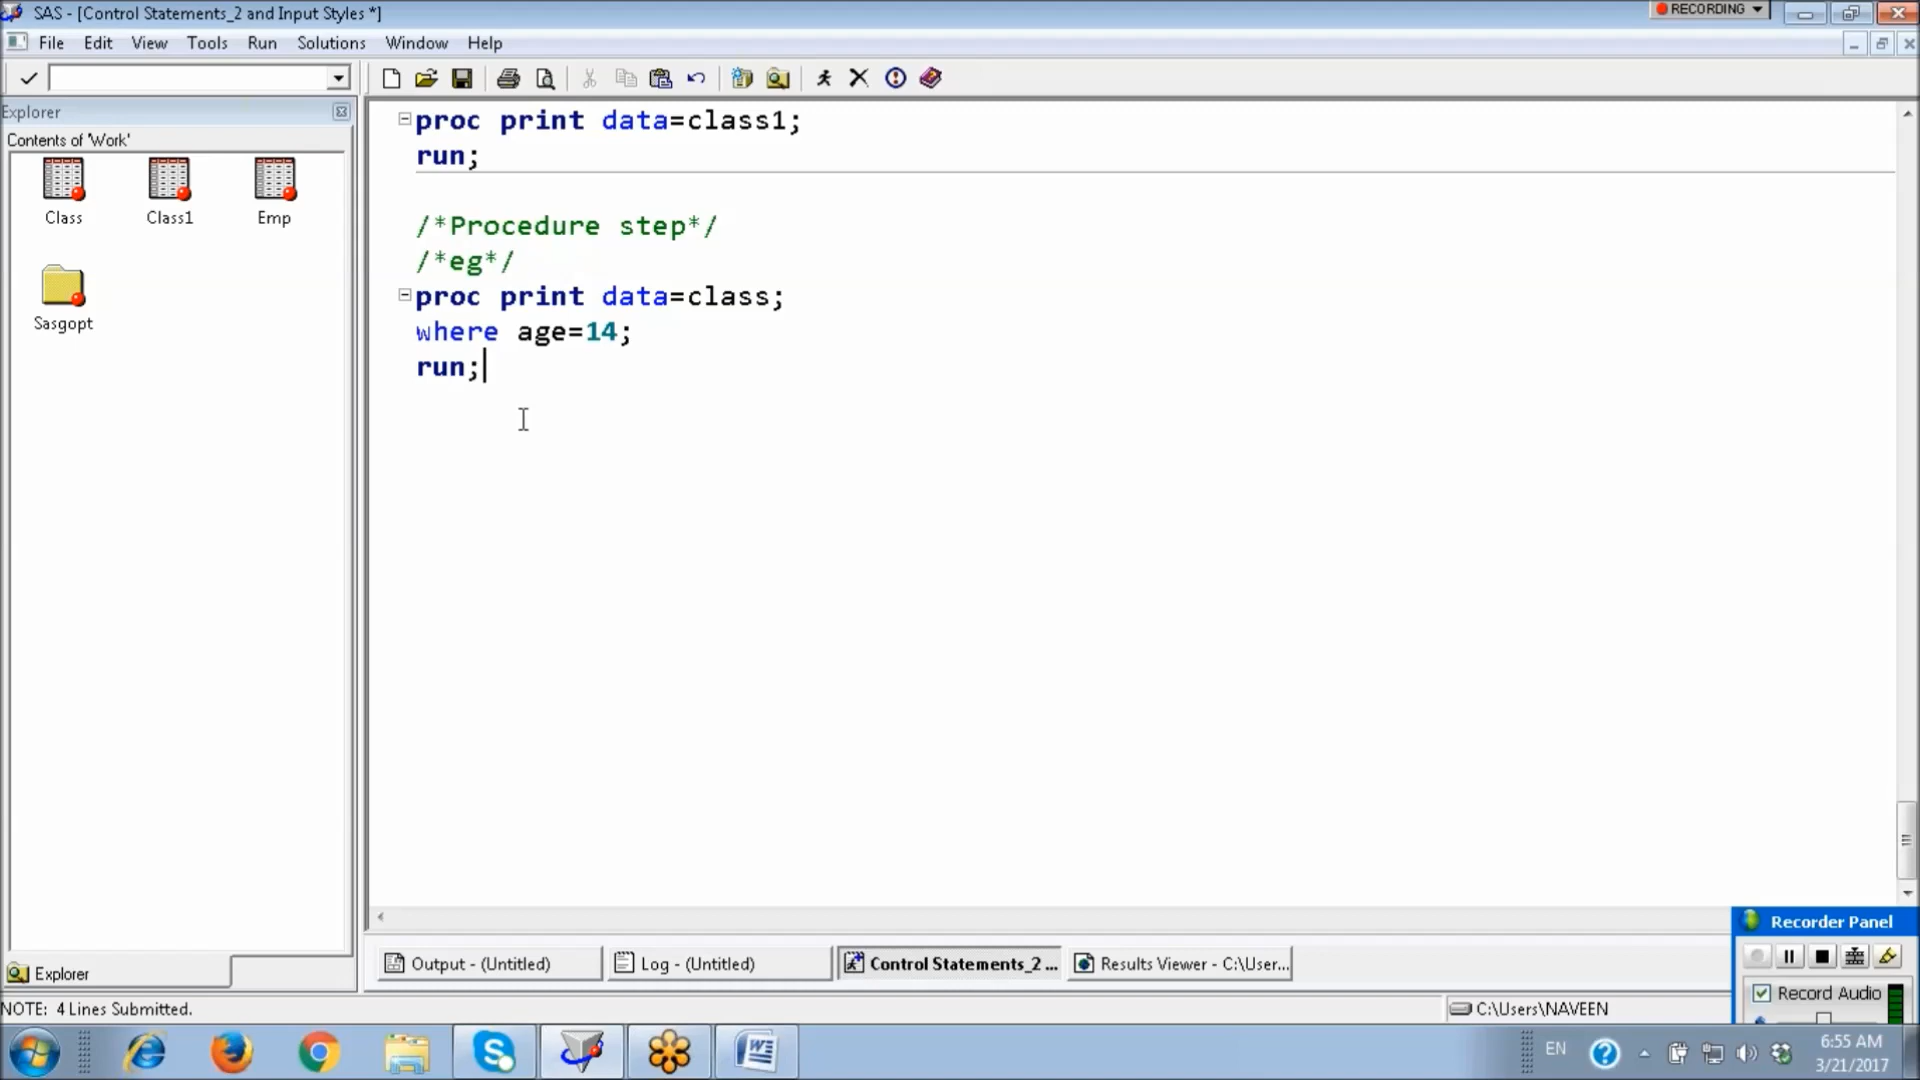 SAS - [Control Statements_2 and Input Styles *]
RECORDING
File Edit View Tools Run Solutions Window Help
Explorer
Contents of 'Work'
Class Class1 Emp
Sasgopt
proc print data=class1;
run;
/*Procedure step*/
/*eg*/
proc print data=class;
where age=14;
run;
Recorder Panel
Output - (Untitled) Log - (Untitled) Control Statements_2 ... Results Viewer - C:\User...
Explorer
Record Audio
NOTE: 4 Lines Submitted.
C:\Users\NAVEEN
EN
6:55 AM
3/21/2017